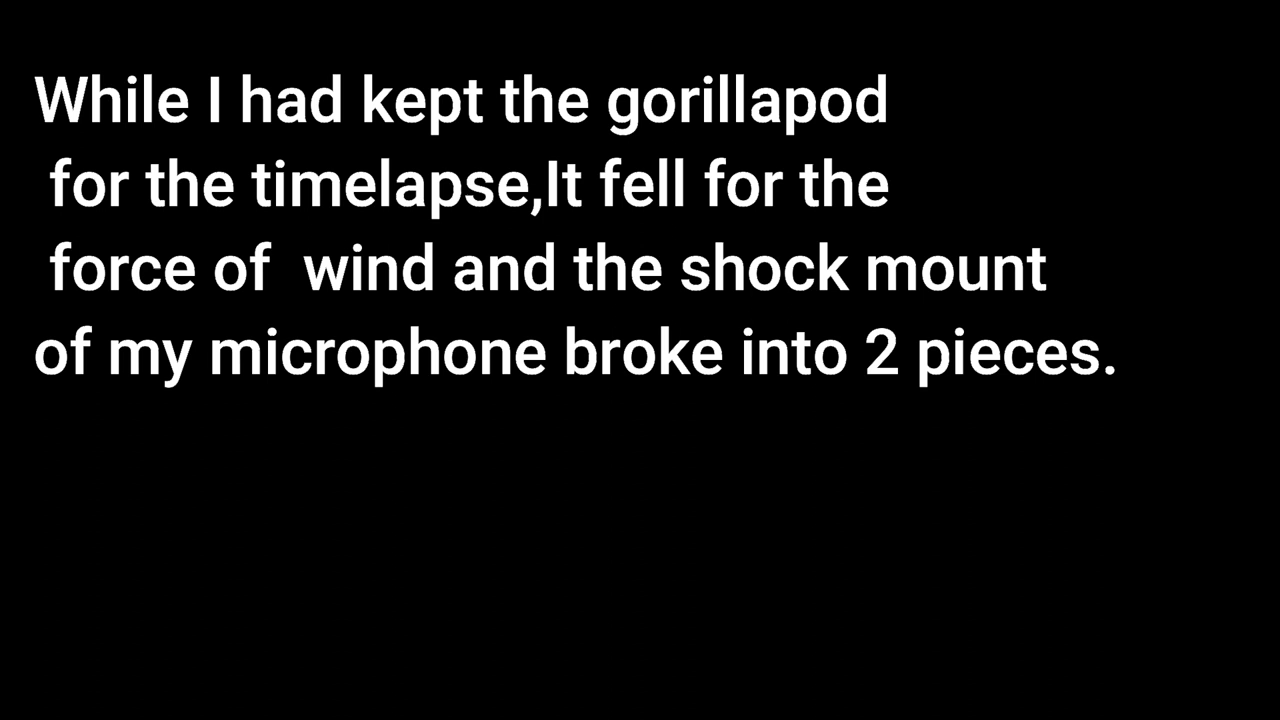 While I had kept the gorillapod
for the timelapse,It fell for the
force of  wind and the shock mount
of my microphone broke into 2 pieces.